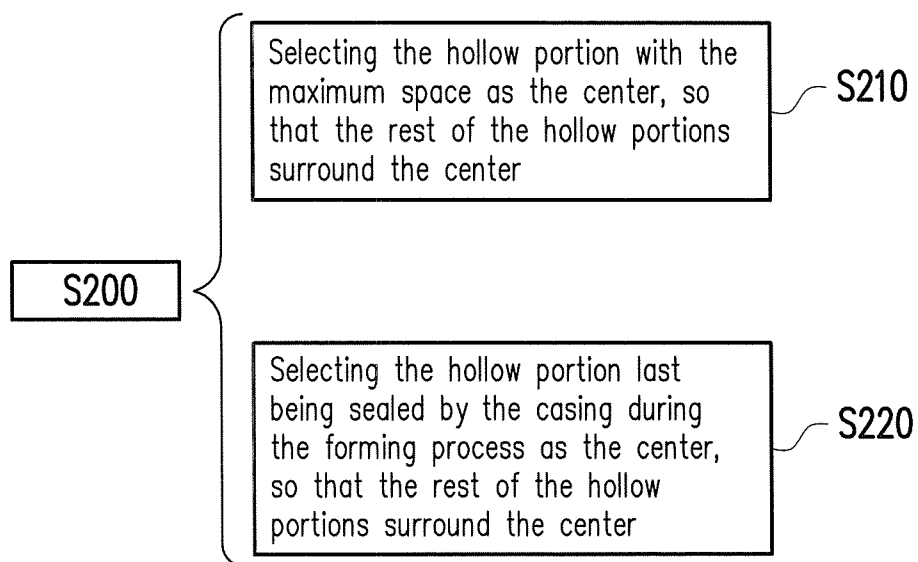 Selecting the hollow portion with the
maximum space as the center, so
that the rest of the hollow portions
surround the center
S210
S200
Selecting the hollow portion last
being sealed by the casing during
the forming process as the center,
so that the rest of the hollow
portions surround the center
S220